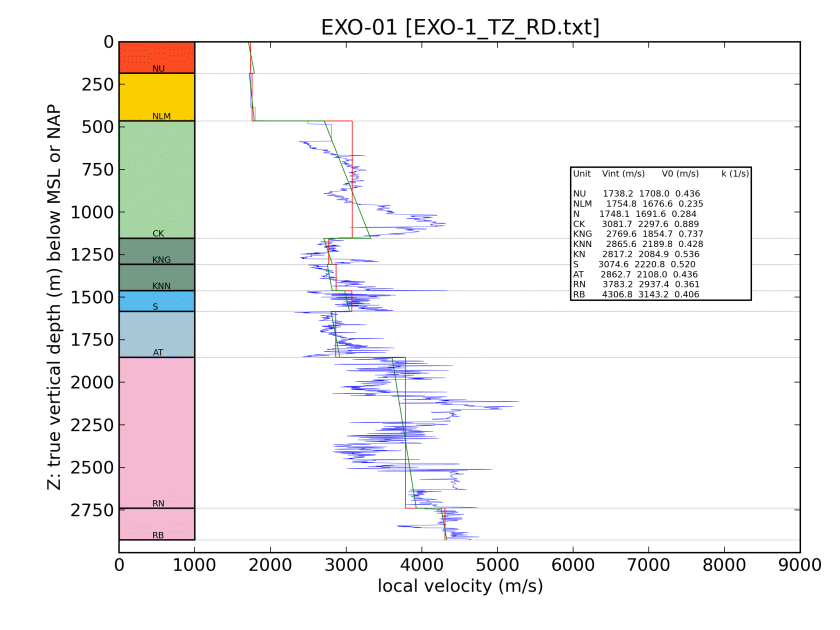 EXO-01 [EXO-1_TZ_RD.txt]
Z: true vertical depth (m) below MSL or NAP
0
250
500
750
1000
1250
1500
1750
2000
2250
2500
2750
NU
NLM
CK
KNG
KNN
S
AT
RN
RB
Unit Vint (m/s) V0 (m/s) k (1/s)
NU 1738.2 1708.0 0.436
NLM 1754.8 1676.6 0.235
N 1748.1 1691.6 0.284
CK 3081.7 2297.6 0.889
KNG 2769.6 1854.7 0.737
KNN 2865.6 2189.8 0.428
KN 2817.2 2084.9 0.536
S 3074.6 2220.8 0.520
AT 2862.7 2108.0 0.436
RN 3783.2 2937.4 0.361
RB 4306.8 3143.2 0.406
0 1000 2000 3000 4000 5000 6000 7000 8000 9000
local velocity (m/s)